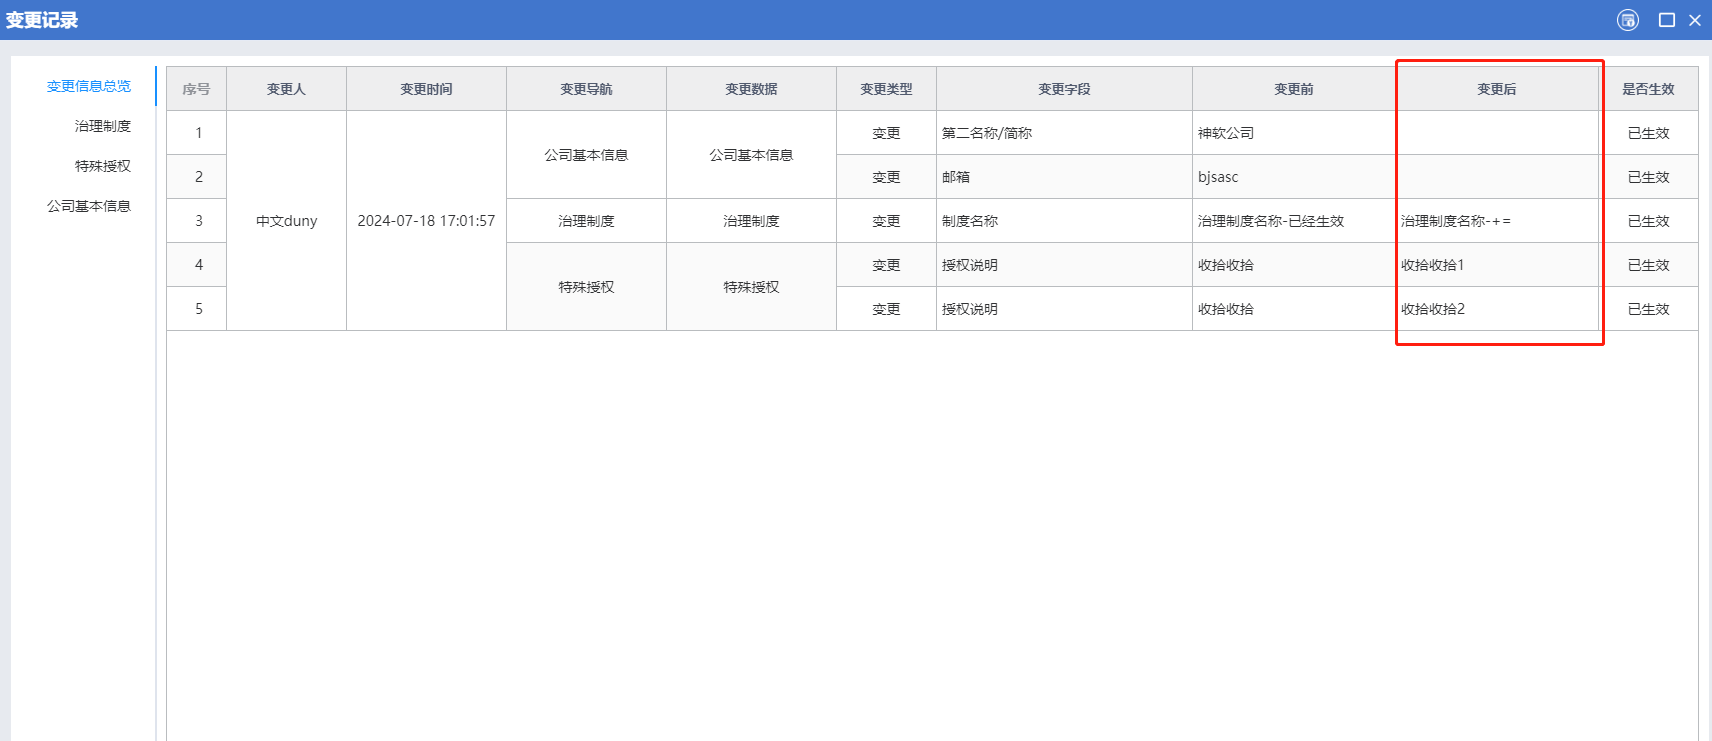 变更记录
变更信息总览
治理制度
特殊授权
公司基本信息
序号 变更人 变更时间 变更导航 变更数据 变更类型 变更字段 变更前 变更后 是否生效
1 变更 第二名称/简称 神软公司 已生效
公司基本信息 公司基本信息
2 变更 邮箱 bjsasc 已生效
3 中文duny 2024-07-18 17:01:57 治理制度 治理制度 变更 制度名称 治理制度名称-已经生效 治理制度名称-+= 已生效
4 变更 授权说明 收拾收拾 收拾收拾1 已生效
特殊授权 特殊授权
5 变更 授权说明 收拾收拾 收拾收拾2 已生效